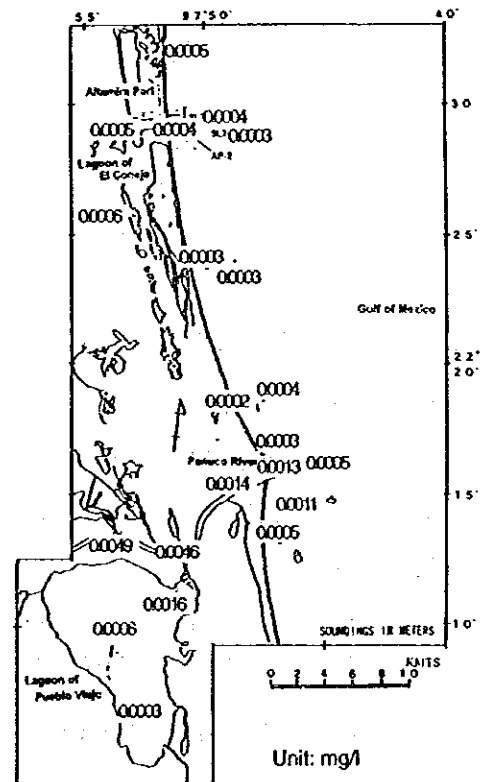 55' 97°50' 40'
0.0005
Altamira Port
30'
0.0004
0.0005 0.0004 0.0003
AP-2
Lagoon of
El Conejo
0.0006
25'
0.0003
0.0003
Gulf of Mexico
22°
20'
0.0004
0.0002
0.0003
Panuco River
0.0013 0.0005
0.0014
15'
0.0011
0.0005
0.0049 0.0046
0.0016
0.0006
10'
SOUNDINGS IN METERS
Lagoon of
Pueblo Viejo
0 2 4 6 8 10
0.0003
Unit: mg/l